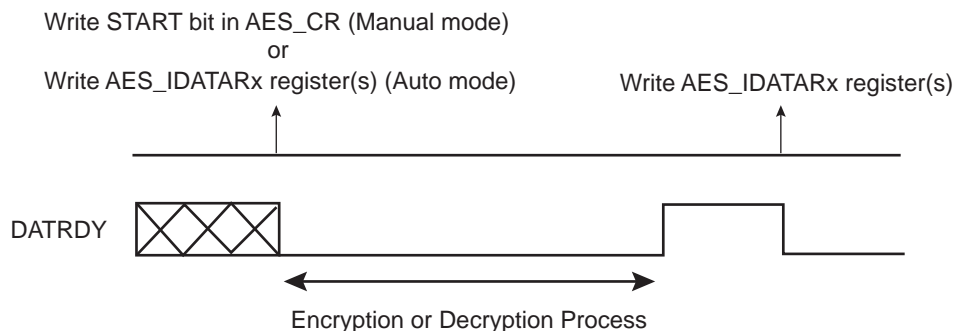 Write START bit in AES_CR (Manual mode)
or
Write AES_IDATARx register(s) (Auto mode)
Write AES_IDATARx register(s)
DATRDY
Encryption or Decryption Process